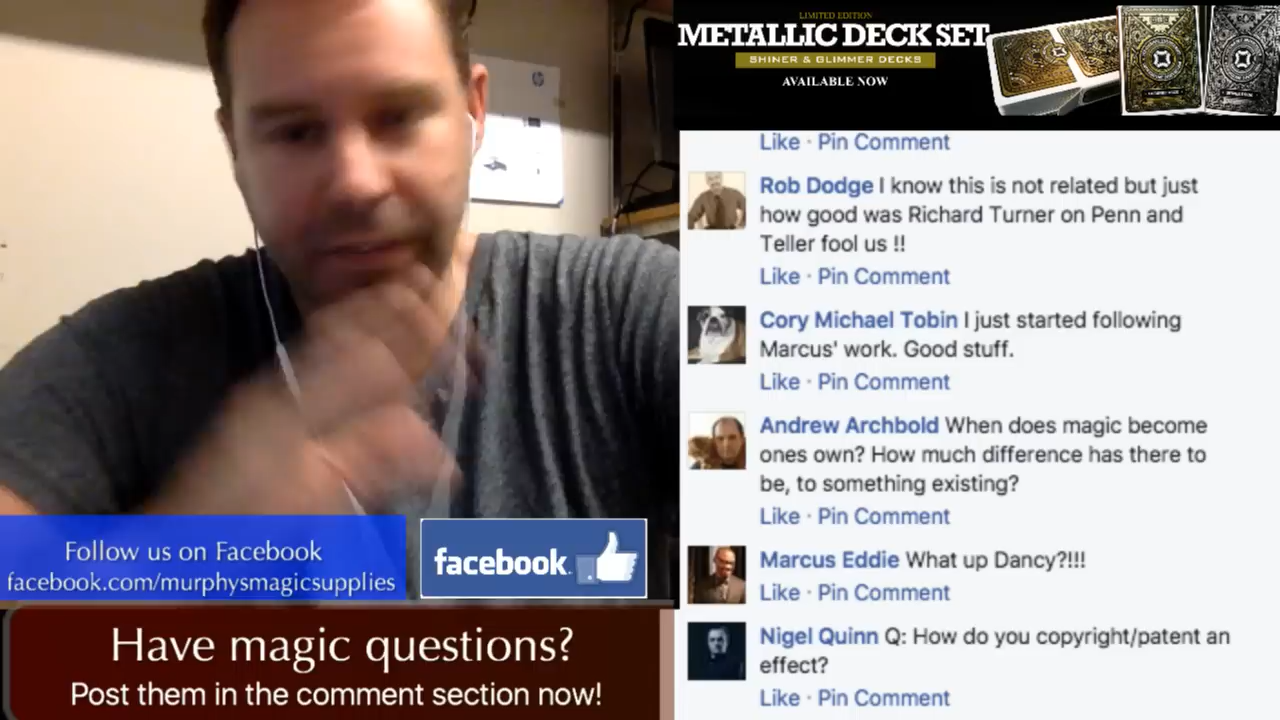 LIMITED EDITION
METALLIC DECK SET
SHINER & GLIMMER DECKS
AVAILABLE NOW
Like · Pin Comment
Rob Dodge I know this is not related but just
how good was Richard Turner on Penn and
Teller fool us !!
Like · Pin Comment
Cory Michael Tobin I just started following
Marcus' work. Good stuff.
Like · Pin Comment
Andrew Archbold When does magic become
ones own? How much difference has there to
be, to something existing?
Like · Pin Comment
Marcus Eddie What up Dancy?!!!
Like · Pin Comment
Nigel Quinn Q: How do you copyright/patent an
effect?
Like · Pin Comment
hp
Follow us on Facebook
facebook.com/murphysmagicsupplies
facebook
Have magic questions?
Post them in the comment section now!